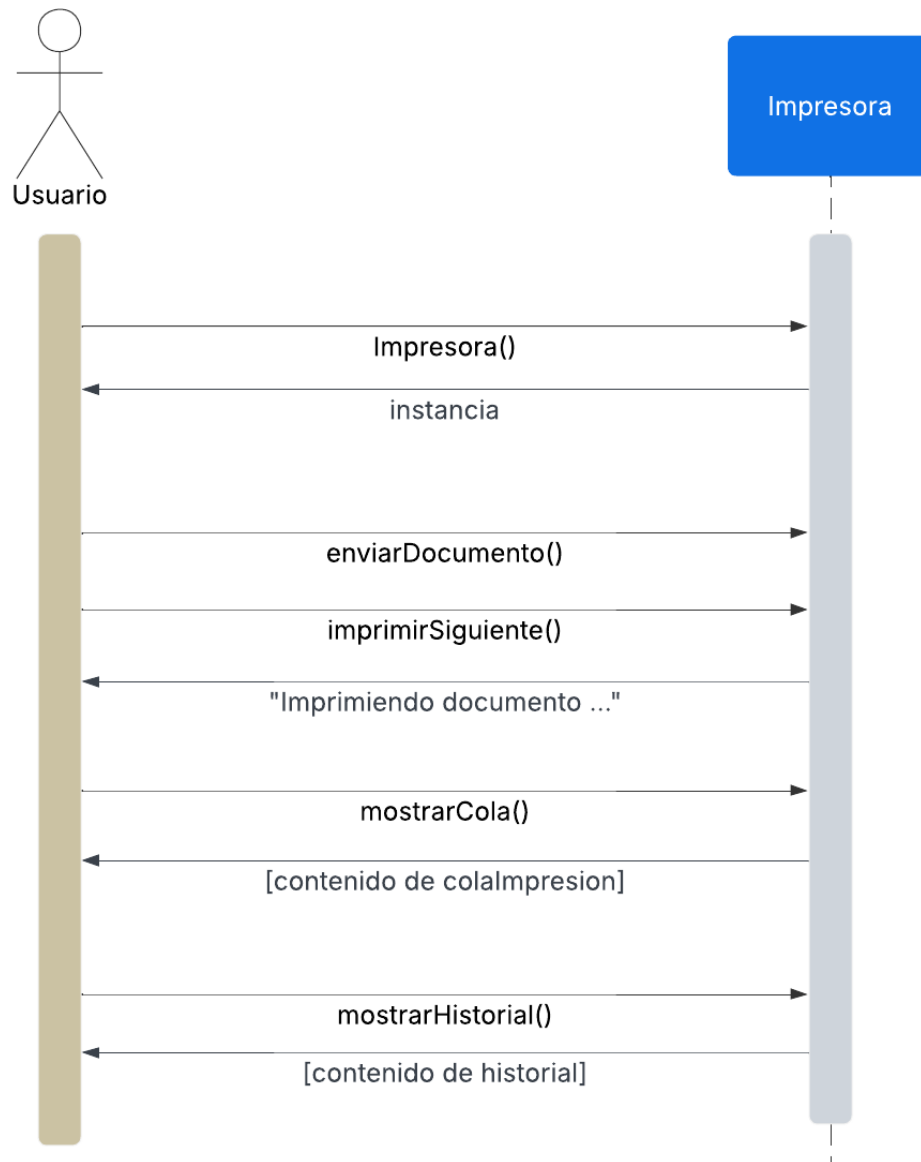 Impresora
Usuario
Impresora()
instancia
enviarDocumento()
imprimirSiguiente()
"Imprimiendo documento ..."
mostrarCola()
[contenido de colaImpresion]
mostrarHistorial()
[contenido de historial]